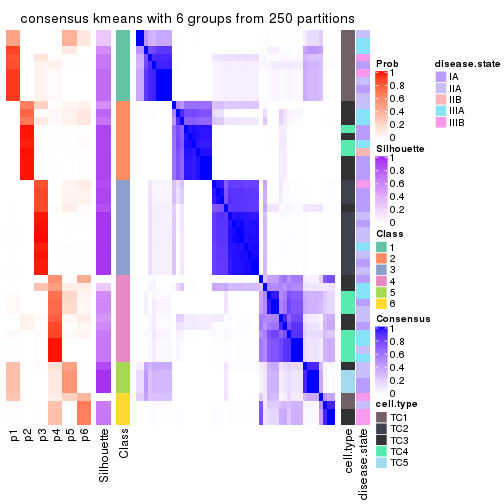 consensus kmeans with 6 groups from 250 partitions
Prob
1
0.8
0.6
0.4
0.2
0
Silhouette
1
0.8
0.6
0.4
0.2
0
Class
1
2
3
4
5
6
Consensus
1
0.8
0.6
0.4
0.2
0
cell.type
TC1
TC2
TC3
TC4
TC5
disease.state
IA
IIA
IIB
IIIA
IIIB
p1
p2
p3
p4
p5
p6
Silhouette
Class
cell.type
disease.state